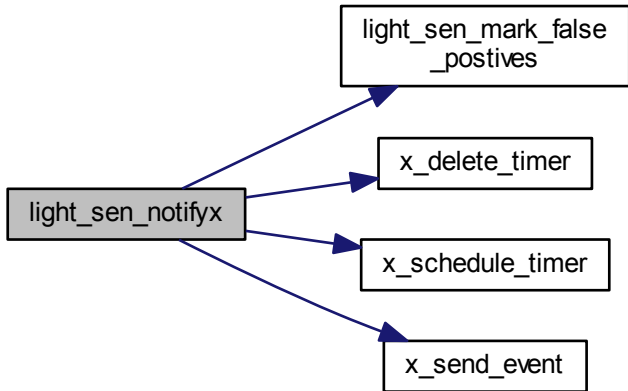 light_sen_mark_false
_postives
x_delete_timer
light_sen_notifyx
x_schedule_timer
x_send_event